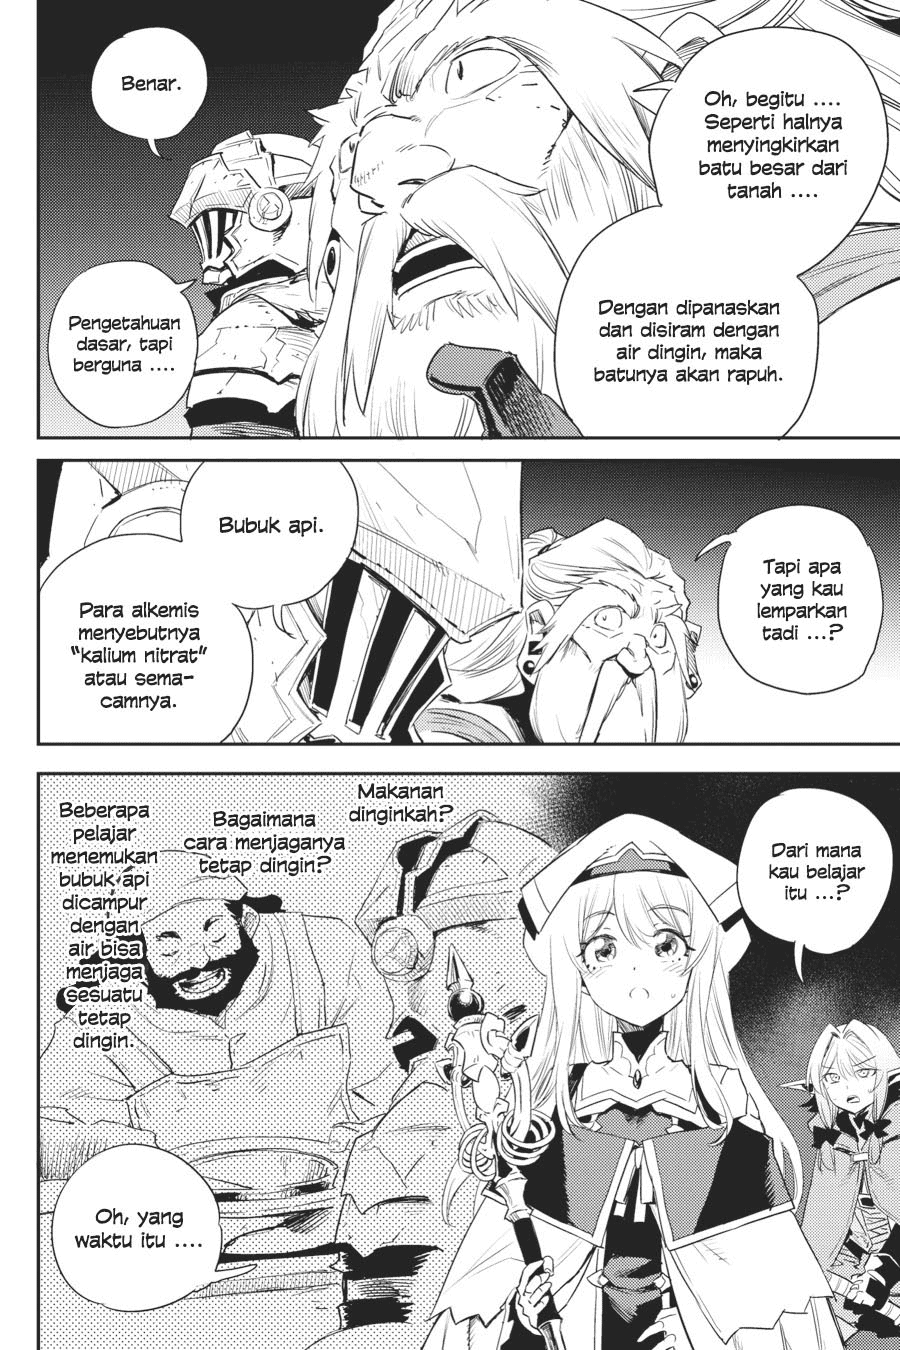 Oh, begitu ....
Seperti halnya
menyingkirkan
batu besar dari
tanah ....
Dengan dipanaskan
dan disiram dengan
air dingin, maka
batunya akan rapuh.
Benar.
Pengetahuan
dasar, tapi
berguna ....
Tapi apa
yang kau
lemparkan
tadi ...?
Bubuk api.
Para alkemis
menyebutnya
“kalium nitrat”
atau sema-
camnya.
Dari mana
kau belajar
itu ...?
Makanan
dinginkah?
Bagaimana
cara menjaganya
tetap dingin?
Beberapa
pelajar
menemukan
bubuk api
dicampur
dengan
air bisa
menjaga
sesuatu
tetap
dingin.
Oh, yang
waktu itu ....